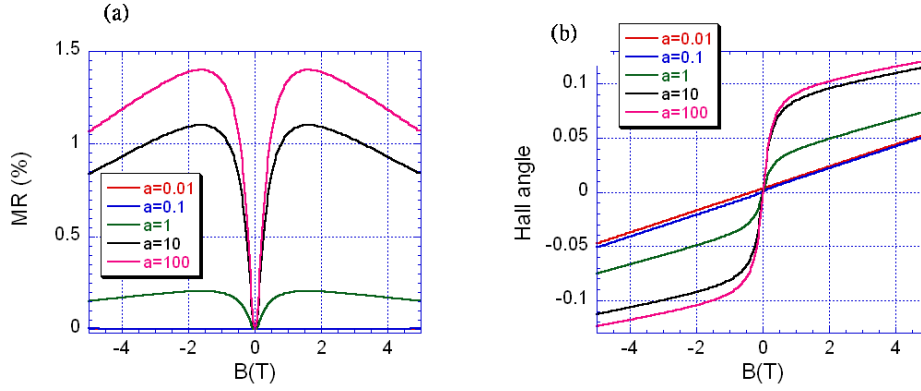 (a)
MR (%)
1.5
1
0.5
0
a=0.01
a=0.1
a=1
a=10
a=100
-4 -2 0 2 4
B(T)
(b)
Hall angle
a=0.01
a=0.1
a=1
a=10
a=100
0.1
0.05
0
-0.05
-0.1
-4 -2 0 2 4
B(T)